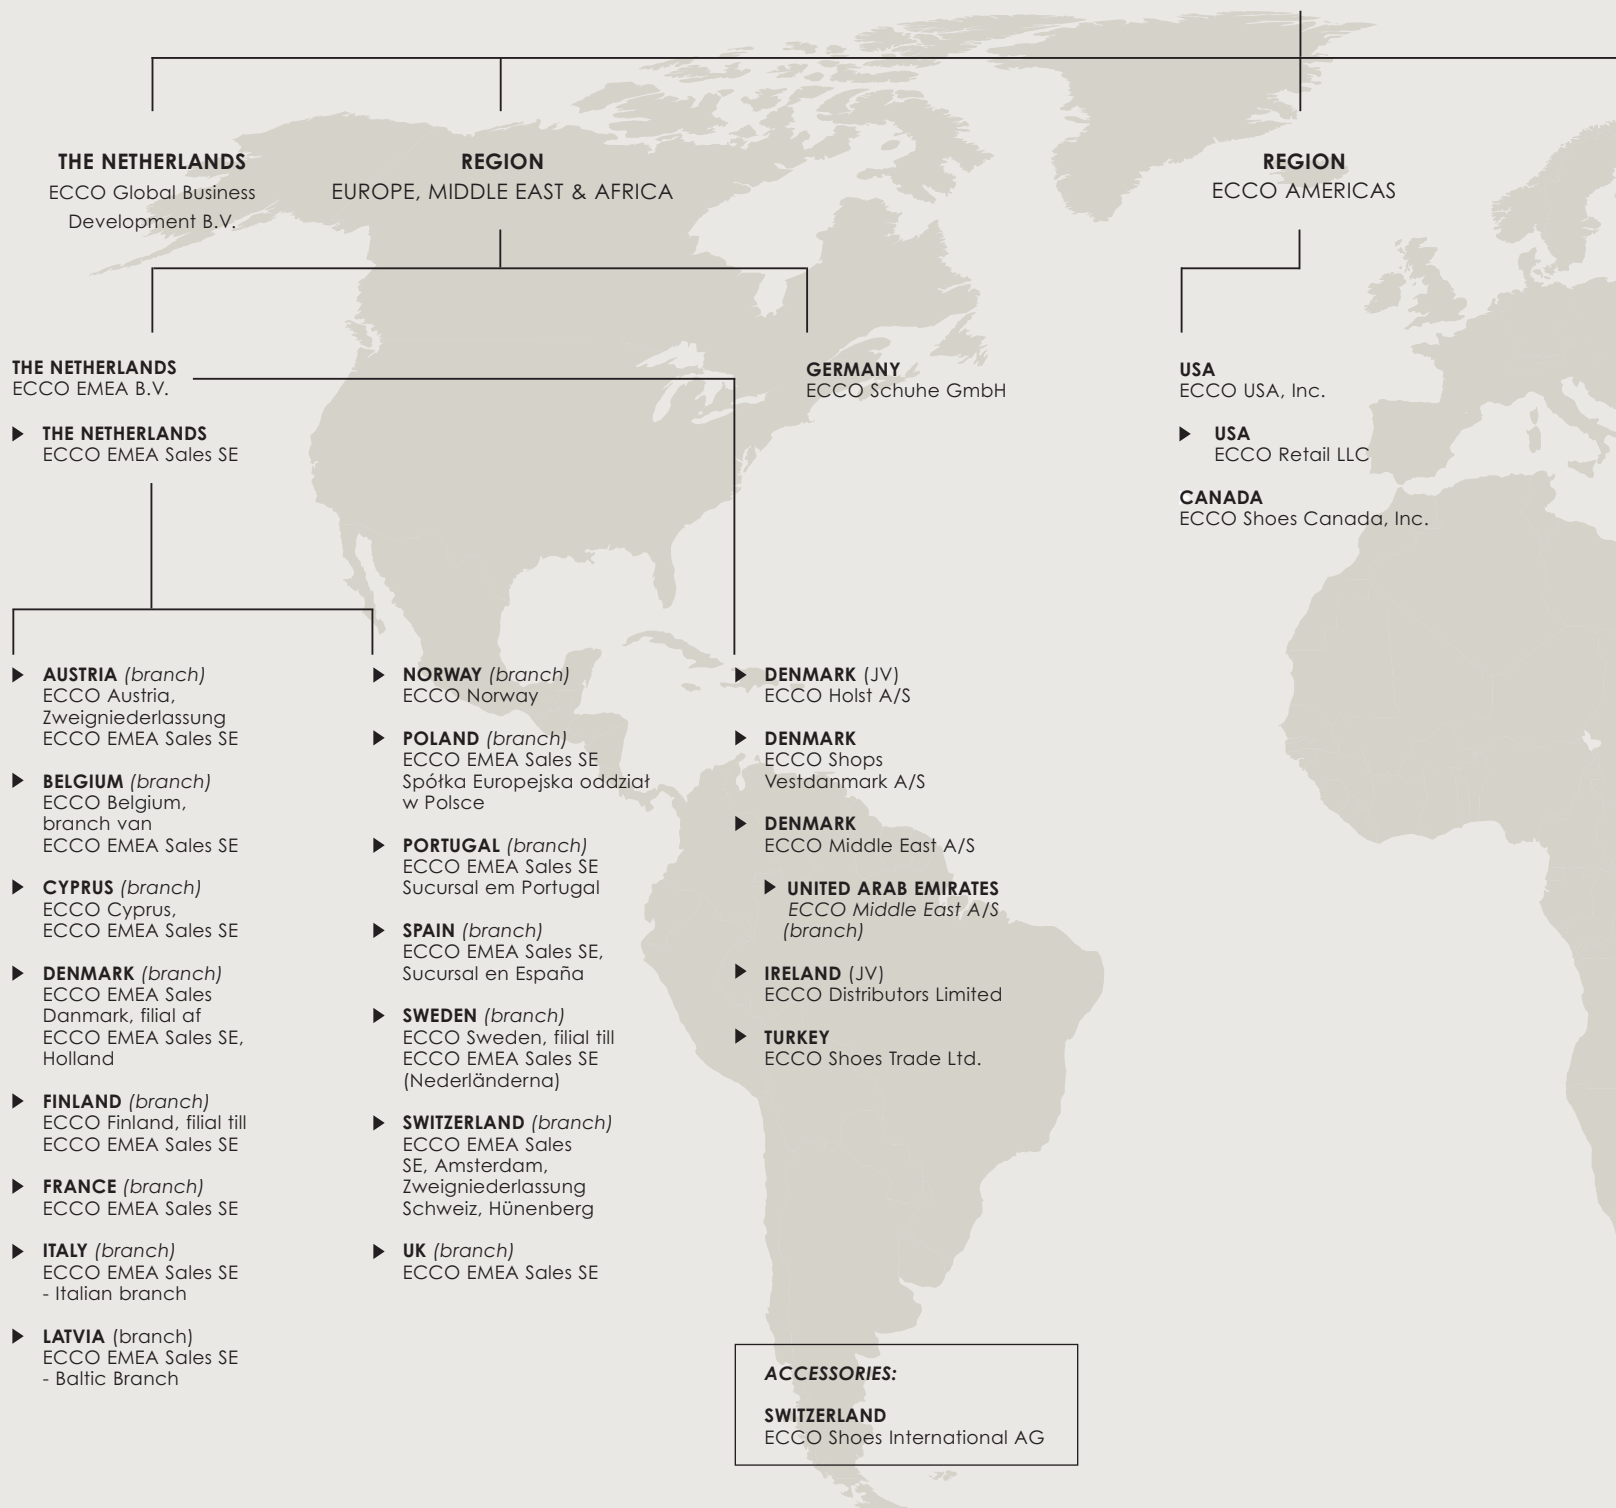 THE NETHERLANDS
ECCO Global Business
Development B.V.
REGION
EUROPE, MIDDLE EAST & AFRICA
REGION
ECCO AMERICAS
THE NETHERLANDS
ECCO EMEA B.V.
THE NETHERLANDS
ECCO EMEA Sales SE
GERMANY
ECCO Schuhe GmbH
USA
ECCO USA, Inc.
USA
ECCO Retail LLC
CANADA
ECCO Shoes Canada, Inc.
AUSTRIA (branch)
ECCO Austria,
Zweigniederlassung
ECCO EMEA Sales SE
BELGIUM (branch)
ECCO Belgium,
branch van
ECCO EMEA Sales SE
CYPRUS (branch)
ECCO Cyprus,
ECCO EMEA Sales SE
DENMARK (branch)
ECCO EMEA Sales
Danmark, filial af
ECCO EMEA Sales SE,
Holland
FINLAND (branch)
ECCO Finland, filial till
ECCO EMEA Sales SE
FRANCE (branch)
ECCO EMEA Sales SE
ITALY (branch)
ECCO EMEA Sales SE
- Italian branch
LATVIA (branch)
ECCO EMEA Sales SE
- Baltic Branch
NORWAY (branch)
ECCO Norway
POLAND (branch)
ECCO EMEA Sales SE
Spółka Europejska oddział
w Polsce
PORTUGAL (branch)
ECCO EMEA Sales SE
Sucursal em Portugal
SPAIN (branch)
ECCO EMEA Sales SE,
Sucursal en España
SWEDEN (branch)
ECCO Sweden, filial till
ECCO EMEA Sales SE
(Nederländerna)
SWITZERLAND (branch)
ECCO EMEA Sales
SE, Amsterdam,
Zweigniederlassung
Schweiz, Hünenberg
UK (branch)
ECCO EMEA Sales SE
DENMARK (JV)
ECCO Holst A/S
DENMARK
ECCO Shops
Vestdanmark A/S
DENMARK
ECCO Middle East A/S
UNITED ARAB EMIRATES
ECCO Middle East A/S
(branch)
IRELAND (JV)
ECCO Distributors Limited
TURKEY
ECCO Shoes Trade Ltd.
ACCESSORIES:
SWITZERLAND
ECCO Shoes International AG